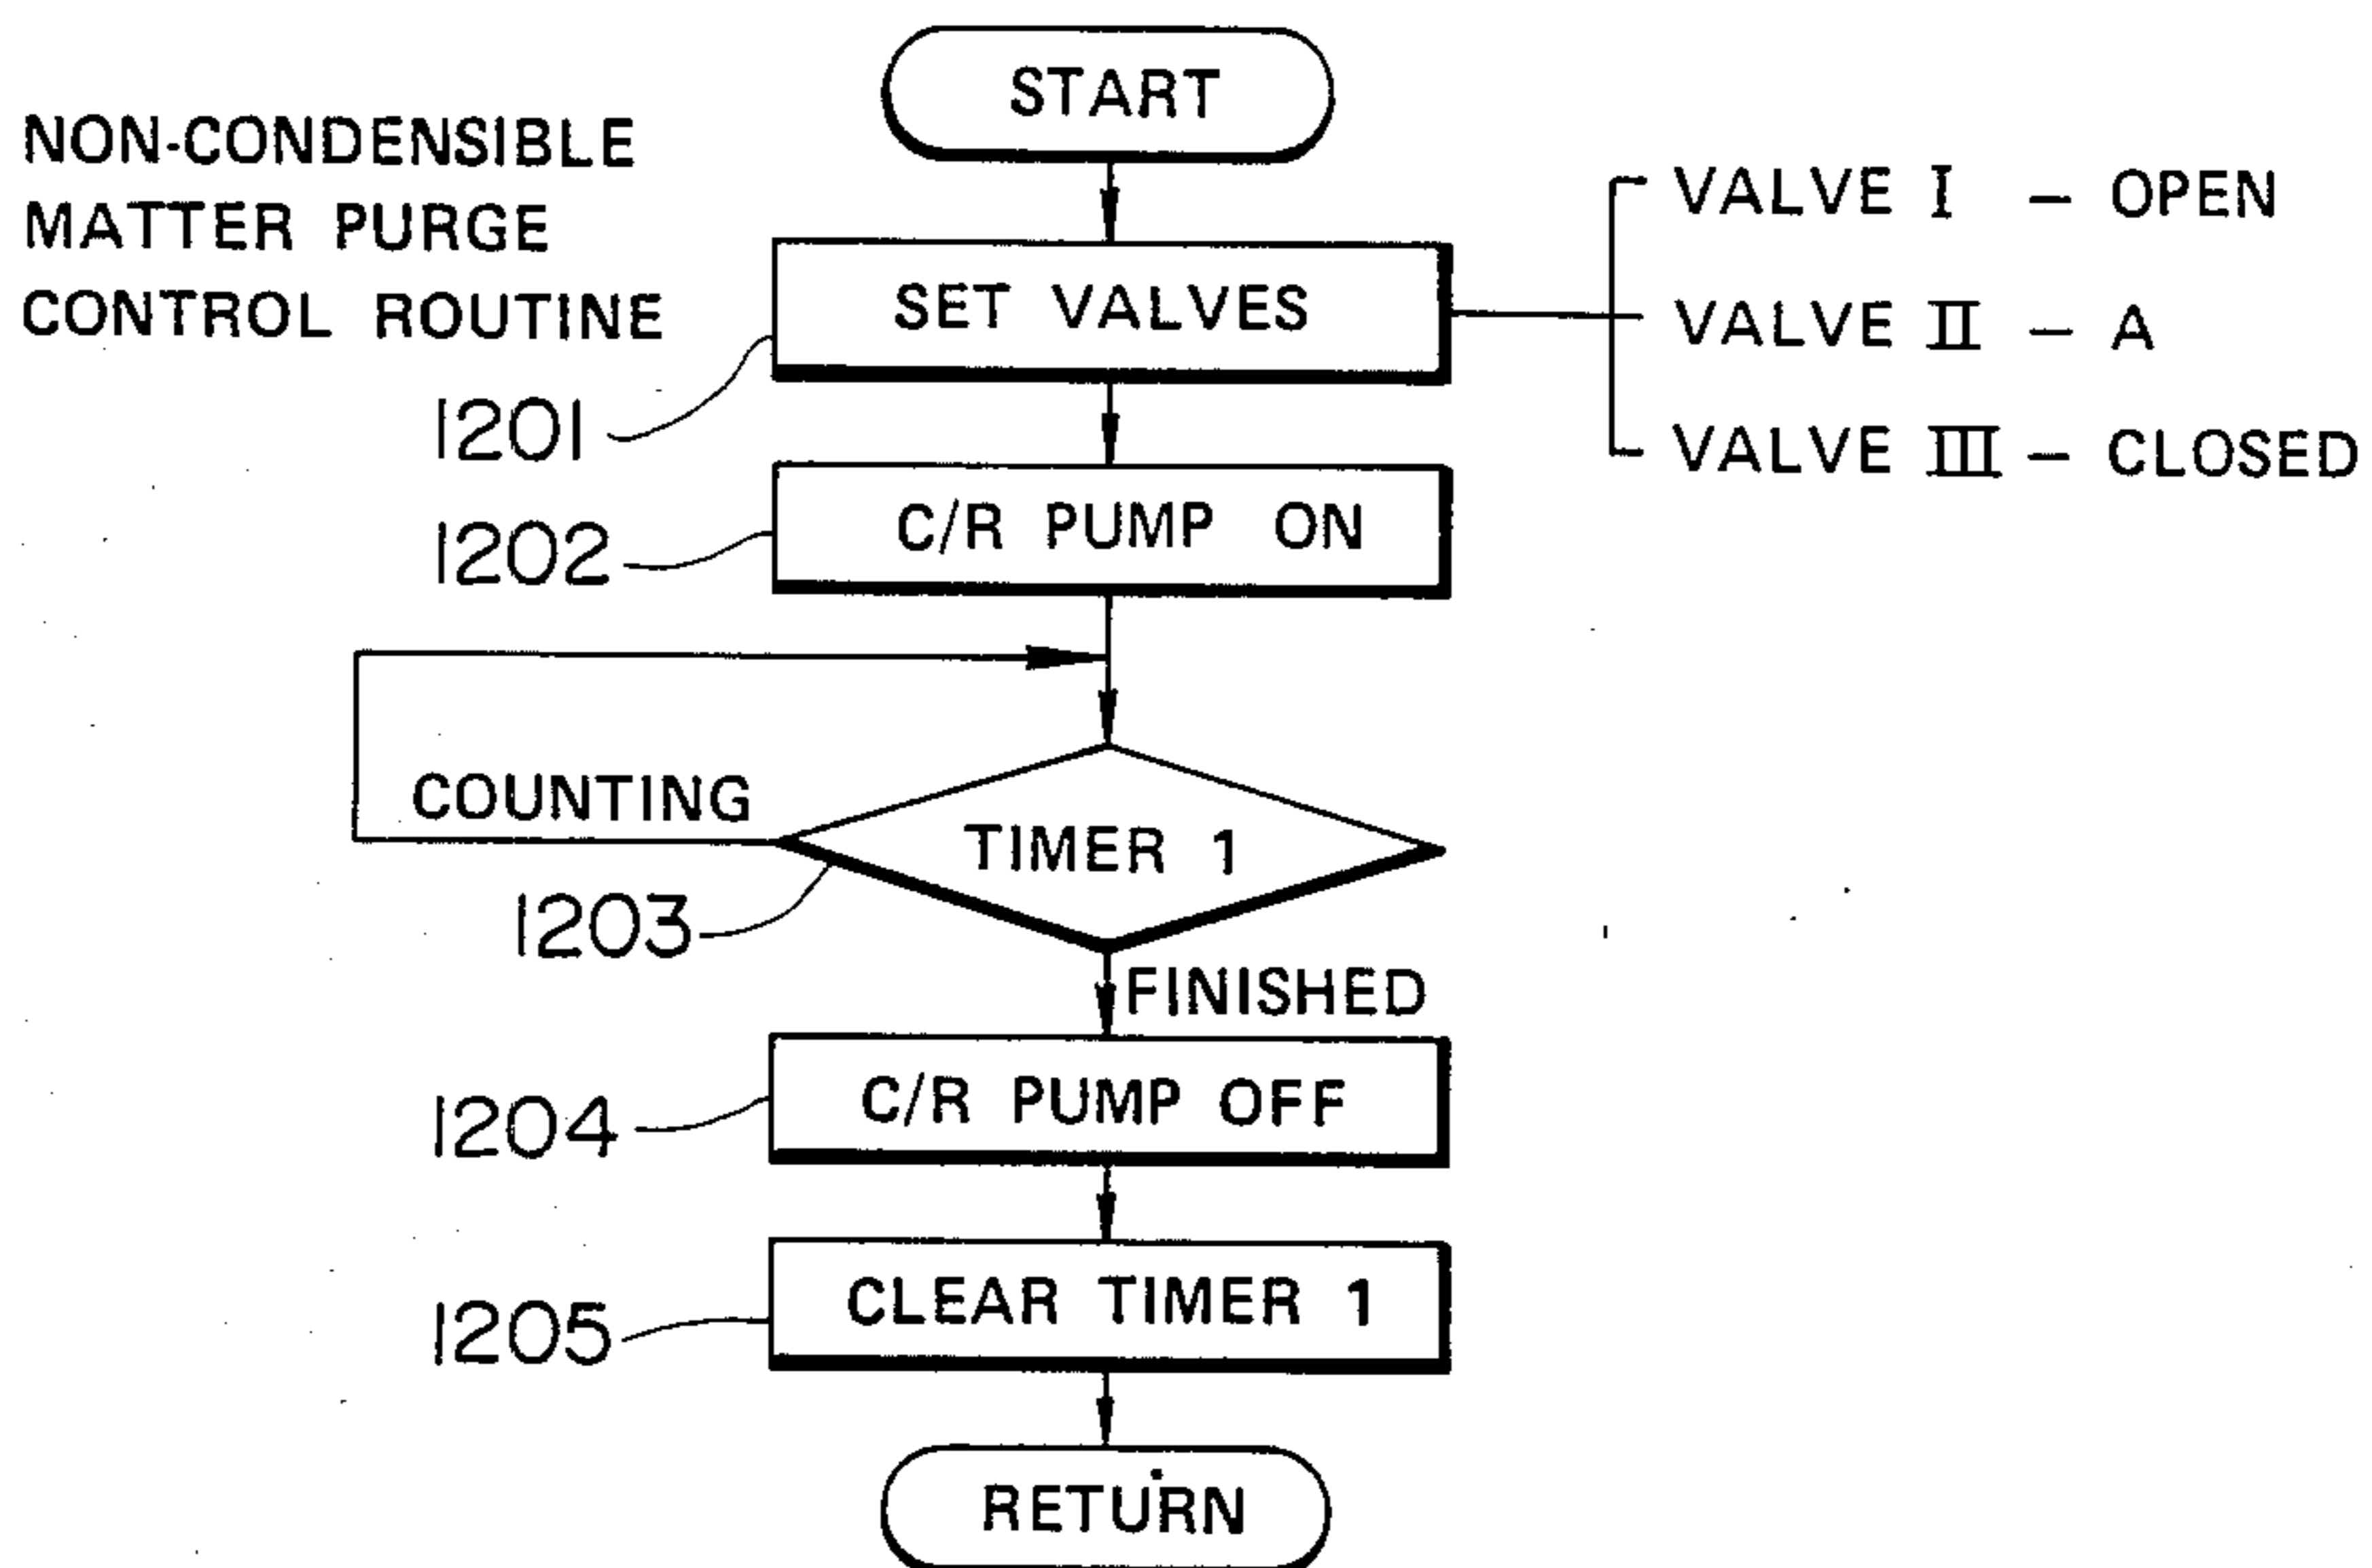 START
NON-CONDENSIBLE
MATTER PURGE
CONTROL ROUTINE
SET VALVES
VALVE I – OPEN
VALVE II – A
VALVE III – CLOSED
1201
C/R PUMP ON
1202
COUNTING
TIMER 1
1203
FINISHED
C/R PUMP OFF
1204
CLEAR TIMER 1
1205
RETURN